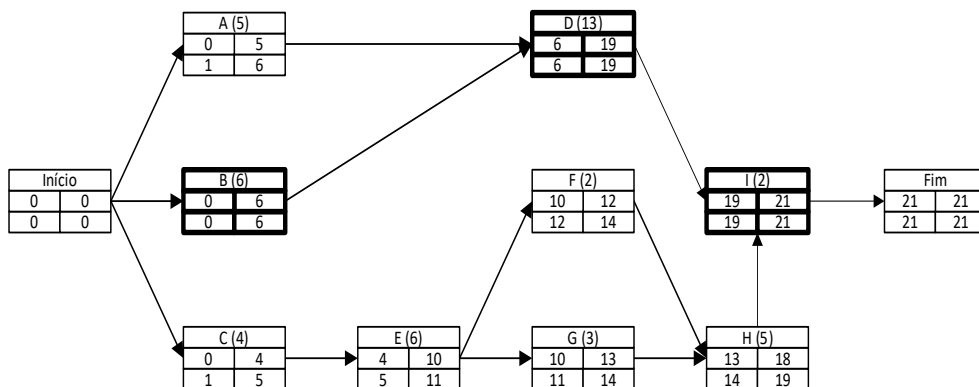 A (5)
0 5
1 6
D (13)
6 19
6 19
Início
0 0
0 0
B (6)
0 6
0 6
F (2)
10 12
12 14
I (2)
19 21
19 21
Fim
21 21
21 21
C (4)
0 4
1 5
E (6)
4 10
5 11
G (3)
10 13
11 14
H (5)
13 18
14 19